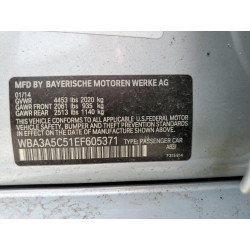 MFD BY BAYERISCHE MOTOREN WERKE AG
01/14
GVWR 4453 lbs 2020 kg
GAWR FRONT 2061 lbs 935 kg
GAWR REAR 2513 lbs 1140 kg
THIS VEHICLE CONFORMS TO ALL APPLICABLE
U.S. FEDERAL MOTOR VEHICLE SAFETY, BUMPER
AND THEFT PREVENTION STANDARDS IN EFFECT
ON THE DATE OF MANUFACTURE SHOWN ABOVE.
WBA3A5C51EF605371 TYPE: PASSENGER CAR